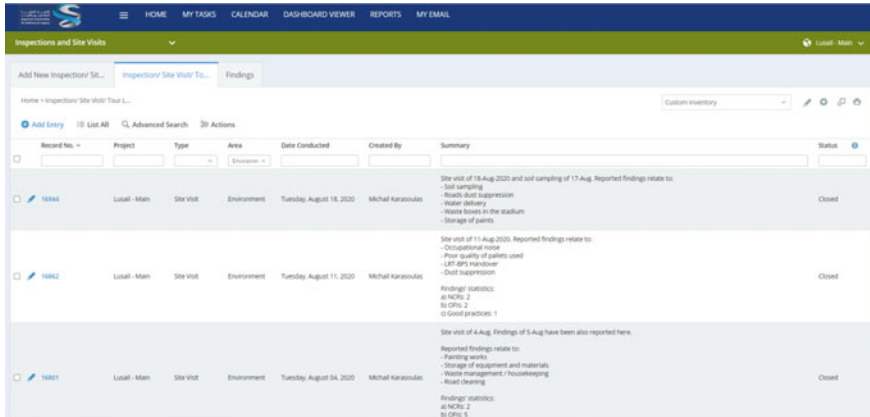 HOME MY TASKS CALENDAR DASHBOARD VIEWER REPORTS MY EMAIL
Inspections and Site Visits
Lusail - Main
Add New Inspection/ Sit... Inspection/ Site Visit/ To... Findings
Home > Inspection/ Site Visit/ Tour L...
Custom Inventory
Add Entry List All Advanced Search Actions
Record No. Project Type Area Date Conducted Created By Summary Status
Site visit of 18-Aug-2020 and soil sampling of 17-Aug. Reported findings relate to:
- Soil sampling
- Roads dust suppression
- Water delivery
16944 Lusail - Main Site Visit Environment Tuesday, August 18, 2020 Michail Karasoulas Closed
- Waste boxes in the stadium
- Storage of paints
Site visit of 11-Aug-2020. Reported findings relate to:
- Occupational noise
- Poor quality of pallets used
- LRT-BPS Handover
- Dust suppression
16862 Lusail - Main Site Visit Environment Tuesday, August 11, 2020 Michail Karasoulas Closed
Findings' statistics:
a) NCRs: 2
b) OFIs: 2
c) Good practices: 1
Site visit of 4-Aug. Findings of 5-Aug have been also reported here.
Reported findings relate to:
- Painting works
- Storage of equipment and materials
16801 Lusail - Main Site Visit Environment Tuesday, August 04, 2020 Michail Karasoulas Closed
- Waste management / housekeeping
- Road cleaning
Findings' statistics:
a) NCRs: 2
b) OFIs: 5